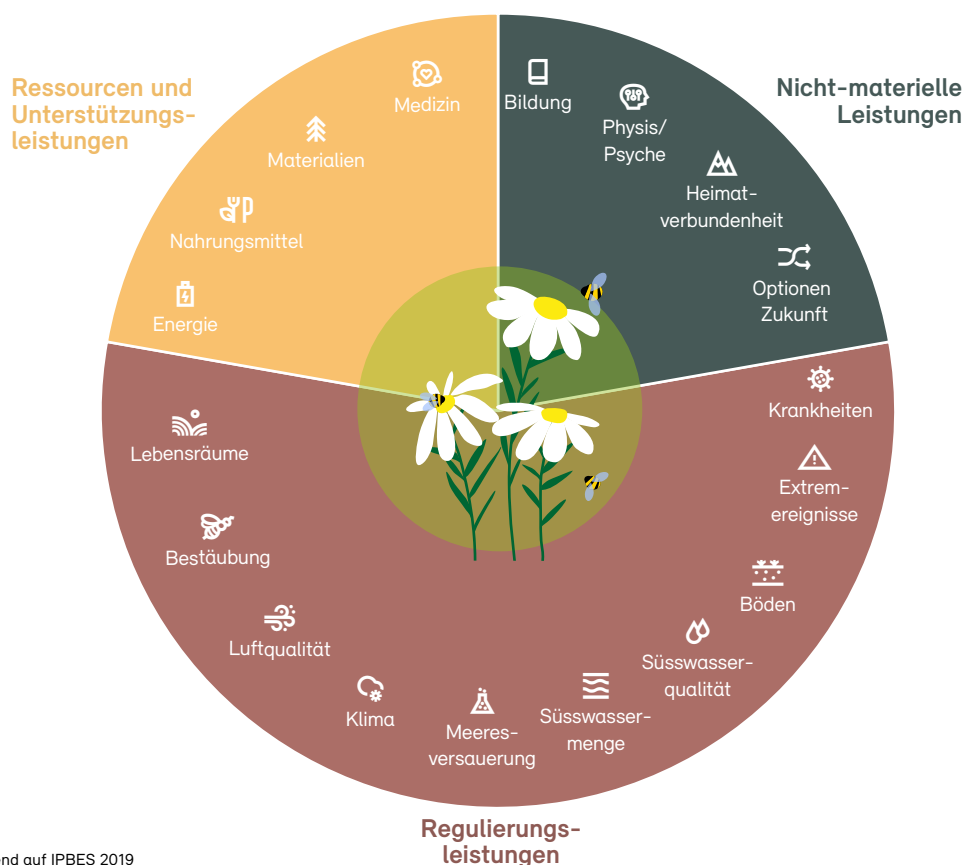 Ressourcen und
Unterstützungs-
leistungen
Nicht-materielle
Leistungen
Medizin
Materialien
Nahrungsmittel
Energie
Bildung
Physis/
Psyche
Heimat-
verbundenheit
Optionen
Zukunft
Krankheiten
Extrem-
ereignisse
Böden
Süsswasser-
qualität
Süsswasser-
menge
Meeres-
versauerung
Klima
Luftqualität
Bestäubung
Lebensräume
Regulierungs-
leistungen
auf IPBES 2019